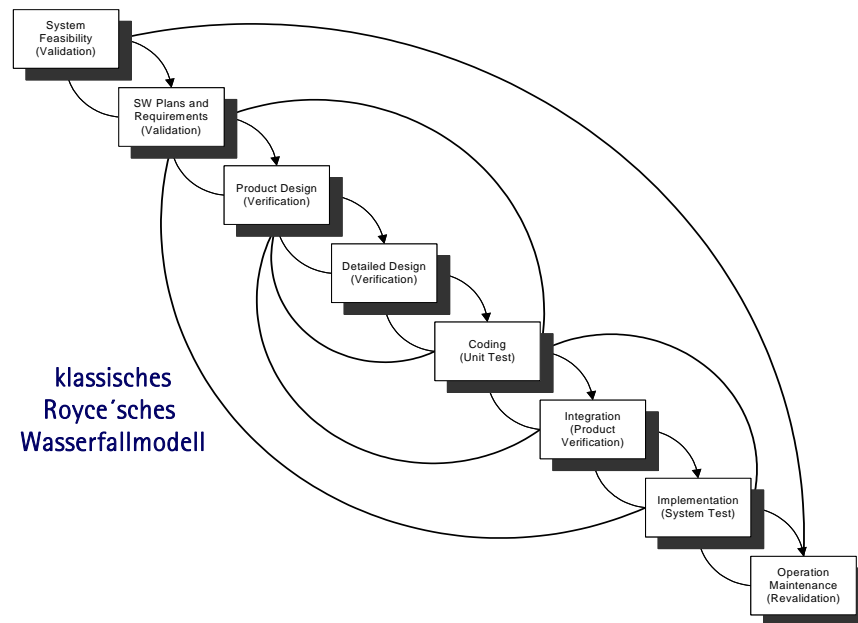 System
Feasibility
(Validation)
SW Plans and
Requirements
(Validation)
Product Design
(Verification)
Detailed Design
(Verification)
Coding
(Unit Test)
klassisches
Royce´sches
Wasserfallmodell
Integration
(Product
Verification)
Implementation
(System Test)
Operation
Maintenance
(Revalidation)